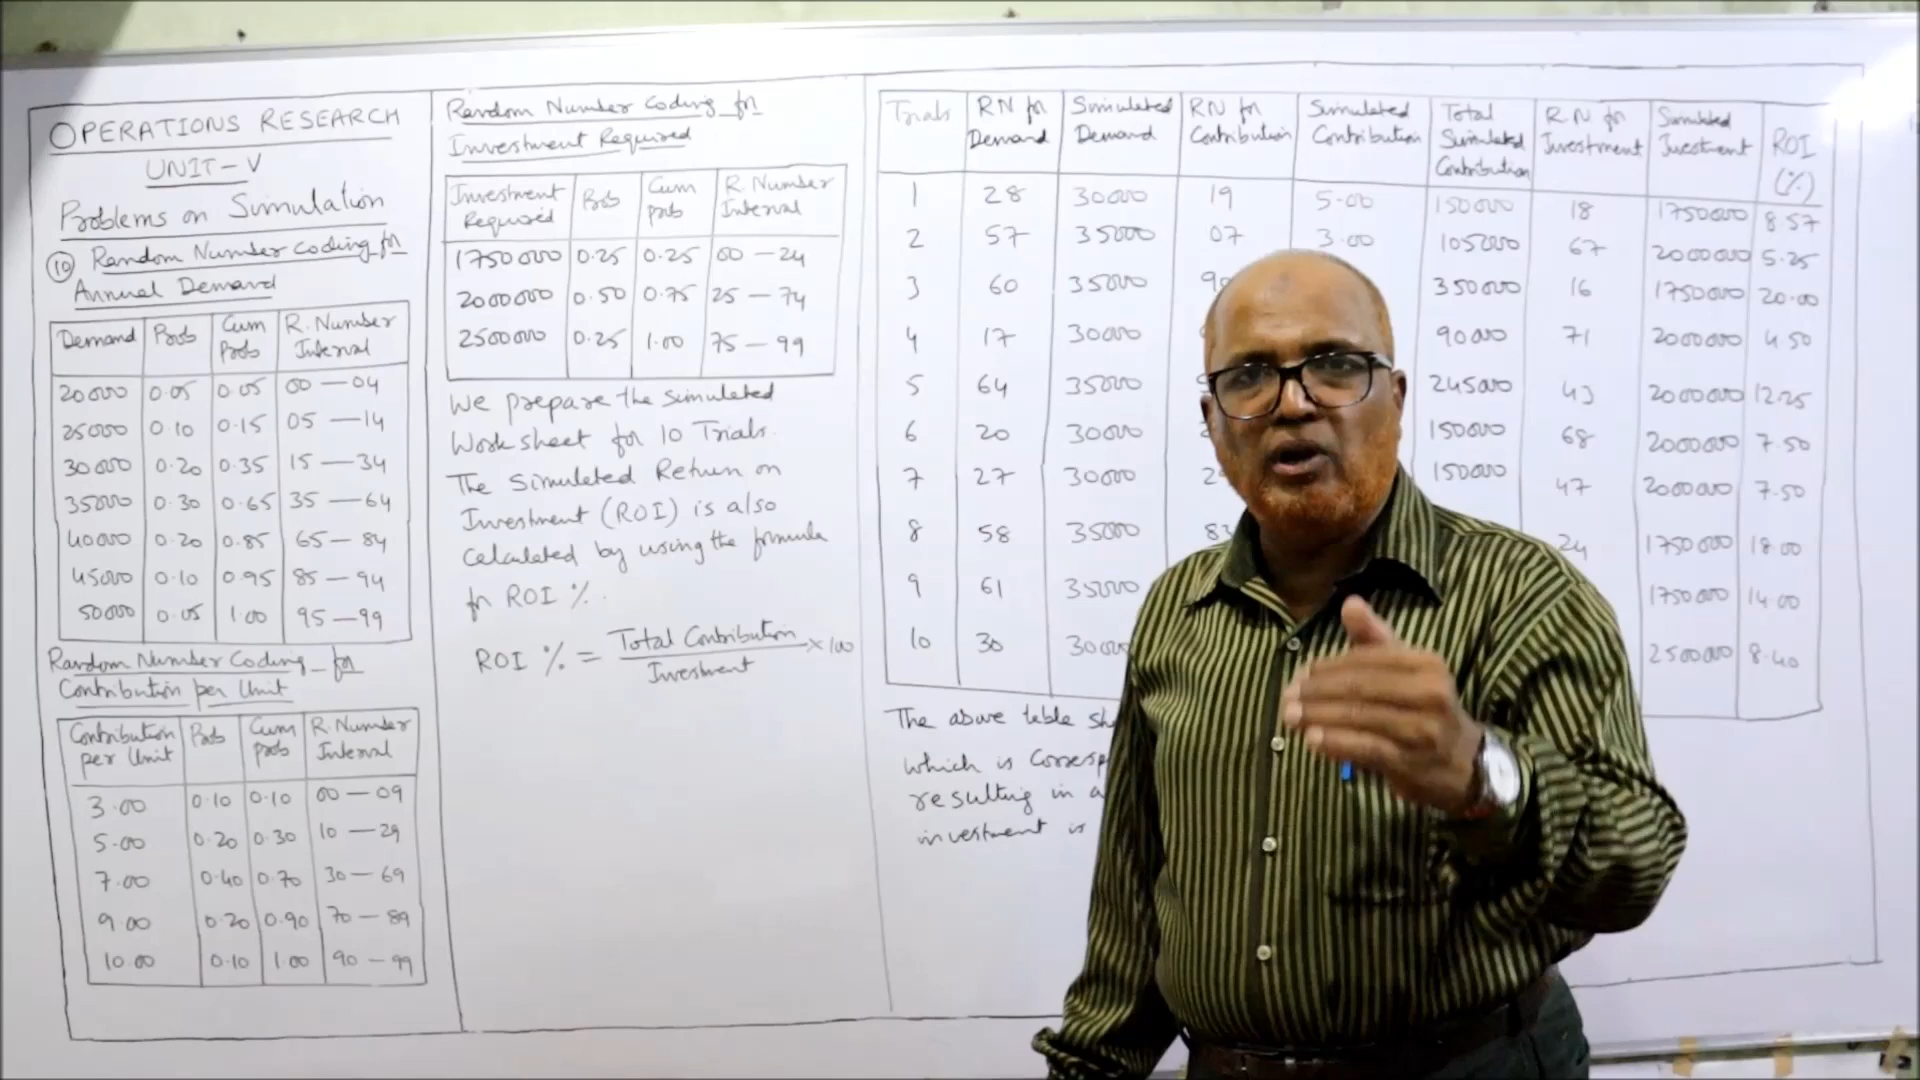 OPERATIONS RESEARCH
UNIT-V
Problems on Simulation
10 Random Number Coding for
Annual Demand
Demand Prob Cum Prob R. Number Interval
20000 0.05 0.05 00 — 04
25000 0.10 0.15 05 — 14
30000 0.20 0.35 15 — 34
35000 0.30 0.65 35 — 64
40000 0.20 0.85 65 — 84
45000 0.10 0.95 85 — 94
50000 0.05 1.00 95 — 99
Random Number Coding for
Contribution per Unit
Contribution per Unit Prob Cum prob R. Number Interval
3.00 0.10 0.10 00 — 09
5.00 0.20 0.30 10 — 29
7.00 0.40 0.70 30 — 69
9.00 0.20 0.90 70 — 89
10.00 0.10 1.00 90 — 99
Random Number Coding for
Investment Required
Investment Required Prob Cum prob R. Number Interval
1750000 0.25 0.25 00 — 24
2000000 0.50 0.75 25 — 74
2500000 0.25 1.00 75 — 99
We prepare the simulated
Work sheet for 10 Trials.
The Simulated Return on
Investment (ROI) is also
calculated by using the formula
for ROI %.
ROI % = Total Contribution / Investment × 100
Trials RN for Demand Simulated Demand RN for Contribution Simulated Contribution Total Simulated Contribution RN for Investment Simulated Investment ROI (%)
1 28 30000 19 5.00 150000 18 1750000 8.57
2 57 35000 07 3.00 105000 67 2000000 5.25
3 60 35000 90 350000 16 1750000 20.00
4 17 30000 90000 71 2000000 4.50
5 64 35000 245000 43 2000000 12.25
6 20 30000 150000 68 2000000 7.50
7 27 30000 150000 47 2000000 7.50
8 58 35000 83 24 1750000 18.00
9 61 35000 1750000 14.00
10 30 30000 2500000 8.40
The above table
which is
resulting in a
investment is